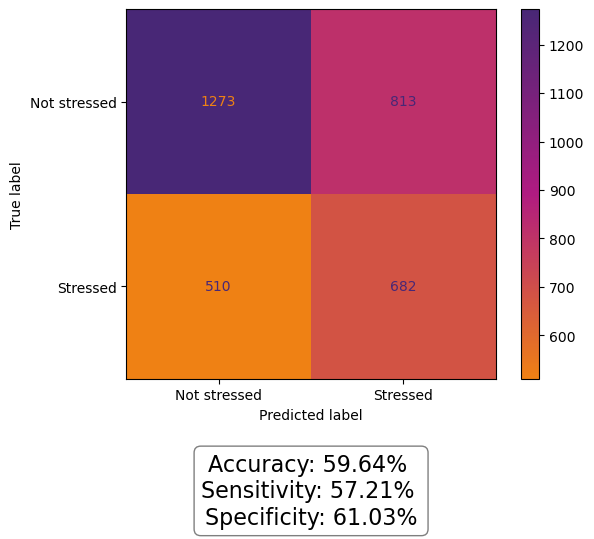 True label
Not stressed
1273
813
Stressed
510
682
Not stressed
Stressed
Predicted label
1200
1100
1000
900
800
700
600
Accuracy: 59.64%
Sensitivity: 57.21%
Specificity: 61.03%